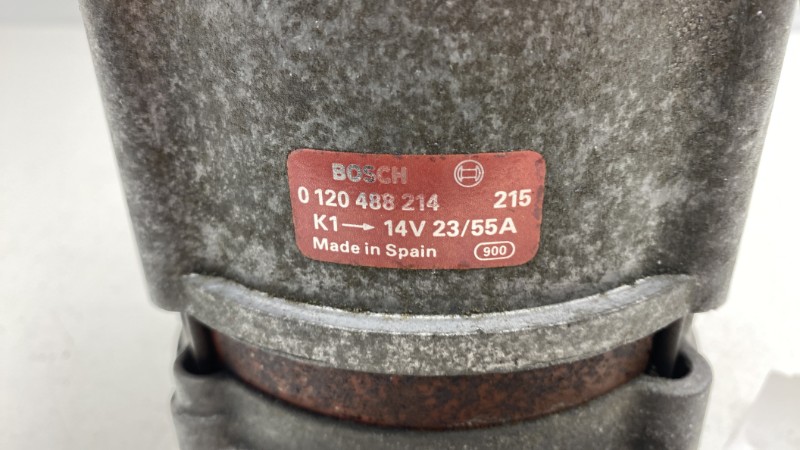 BOSCH
0 120 488 214 215
K1→ 14V 23/55A
Made in Spain 900